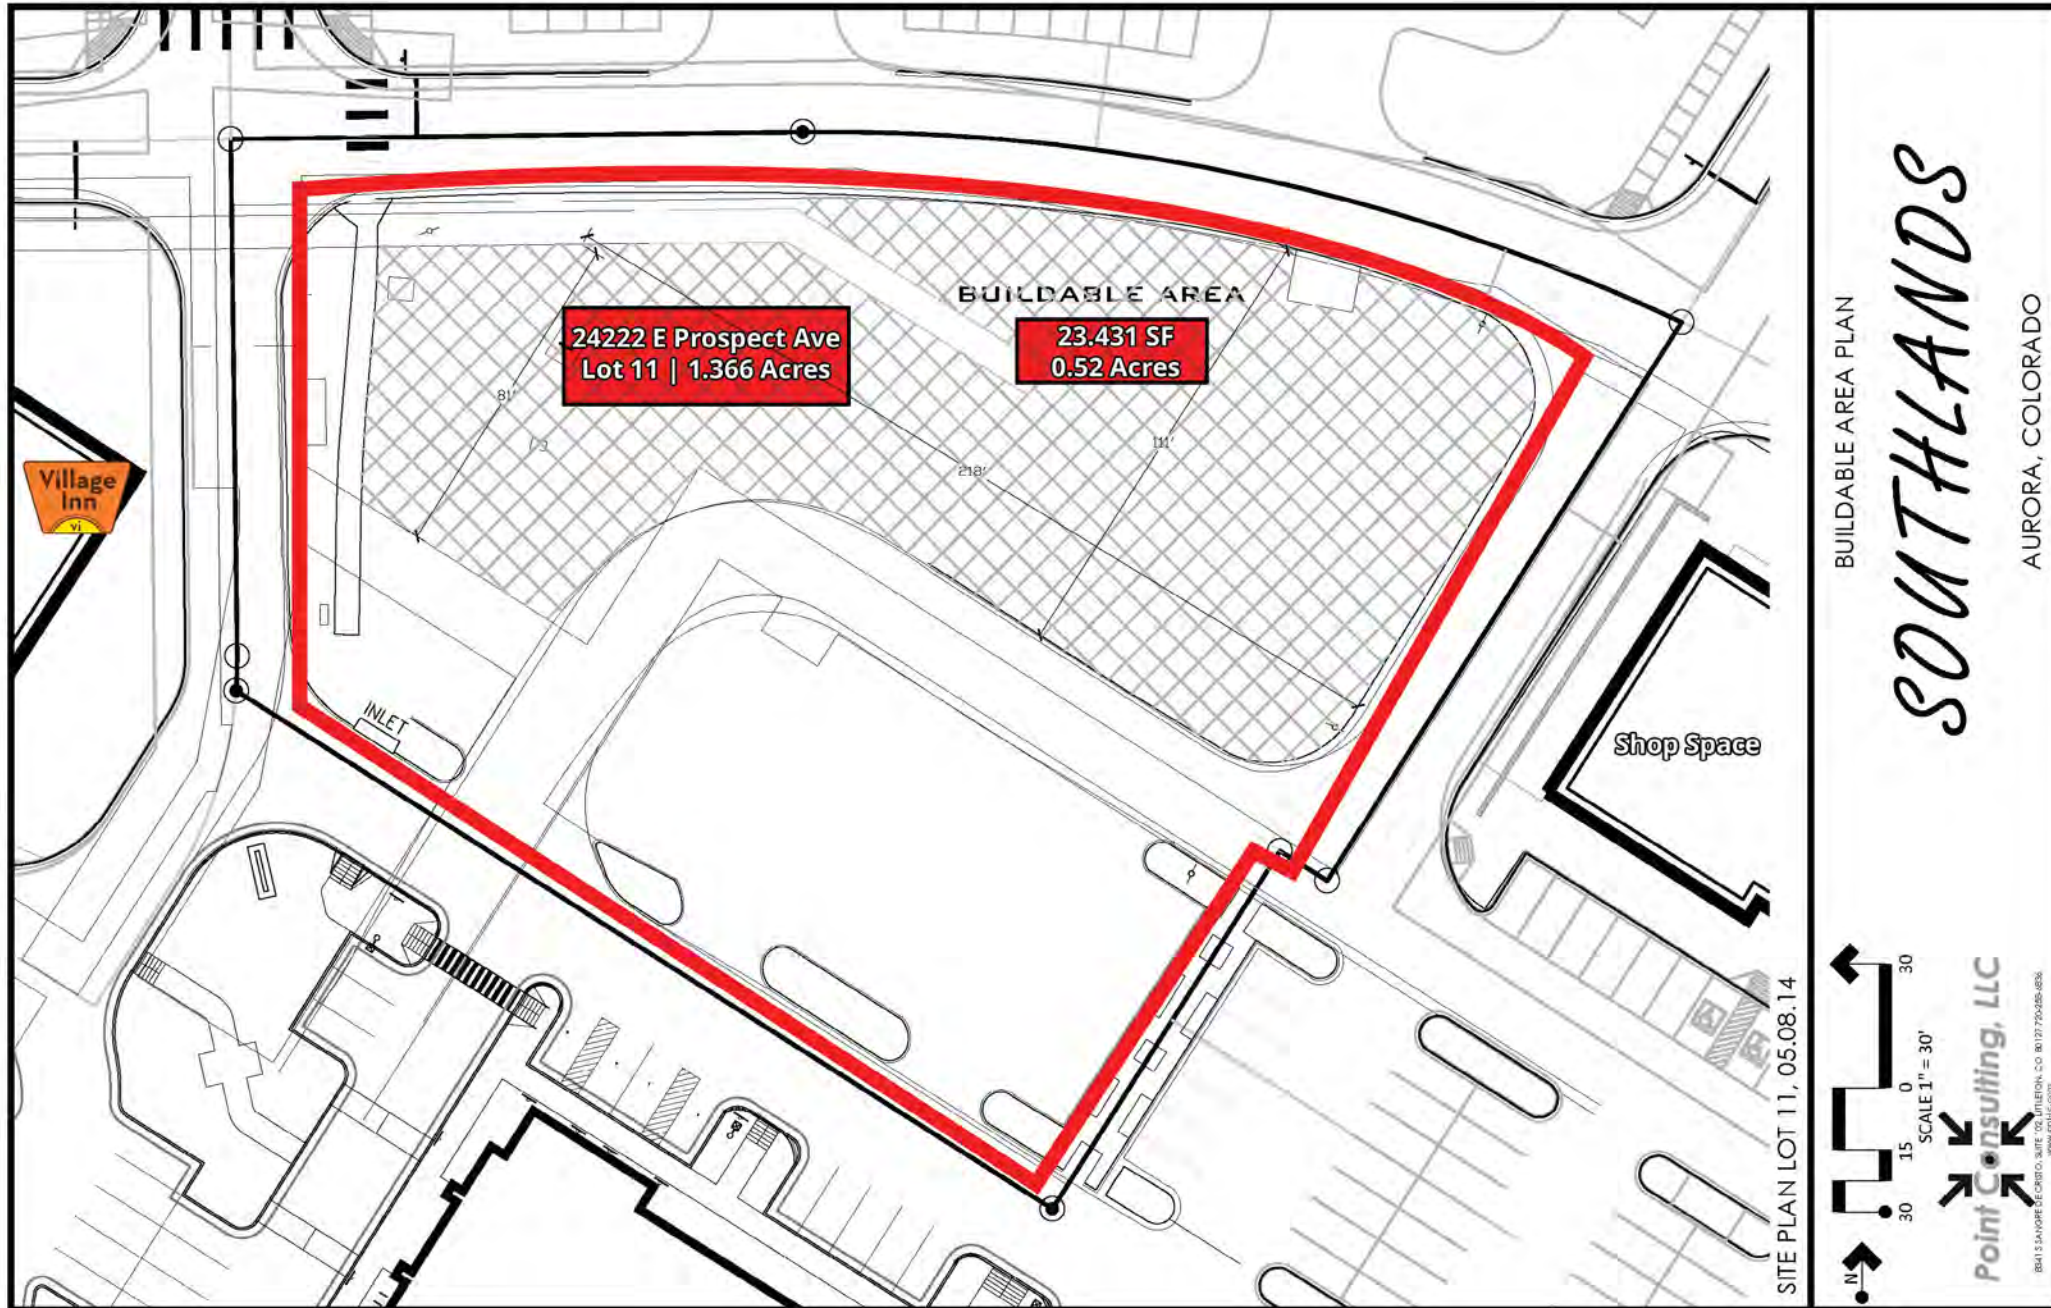 BUILDABLE AREA
24222 E Prospect Ave
Lot 11 | 1.366 Acres
23.431 SF
0.52 Acres
81'
218'
111'
Village
Inn
vi
INLET
Shop Space
SITE PLAN LOT 11, 05.08.14
BUILDABLE AREA PLAN
SOUTHLANDS
AURORA, COLORADO
30 15 0 30
SCALE 1" = 30'
N
Point Consulting, LLC